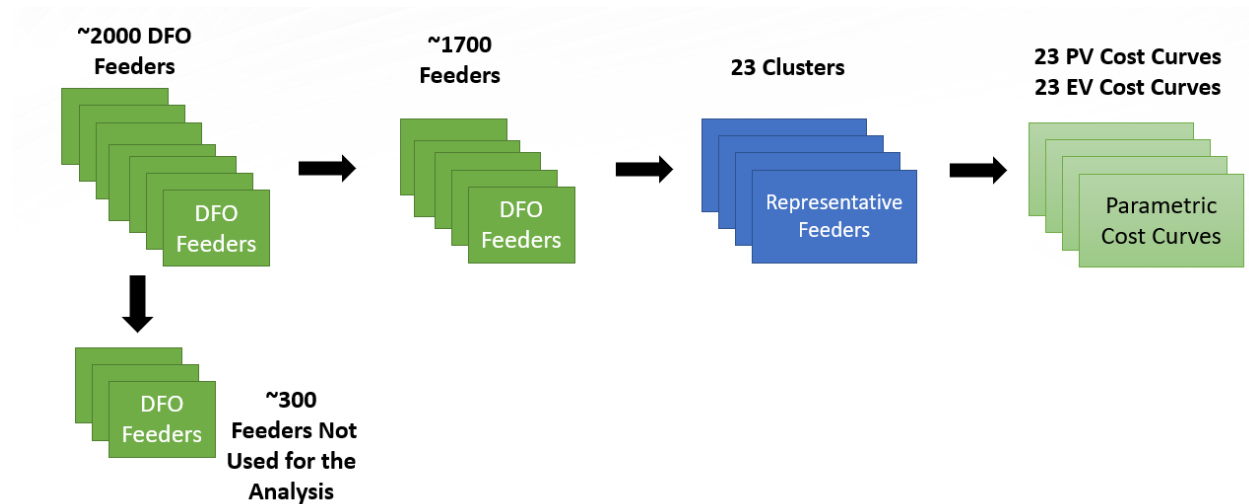 ~2000 DFO
Feeders
DFO
Feeders
~1700
Feeders
DFO
Feeders
23 Clusters
Representative
Feeders
23 PV Cost Curves
23 EV Cost Curves
Parametric
Cost Curves
DFO
Feeders
~300
Feeders Not
Used for the
Analysis